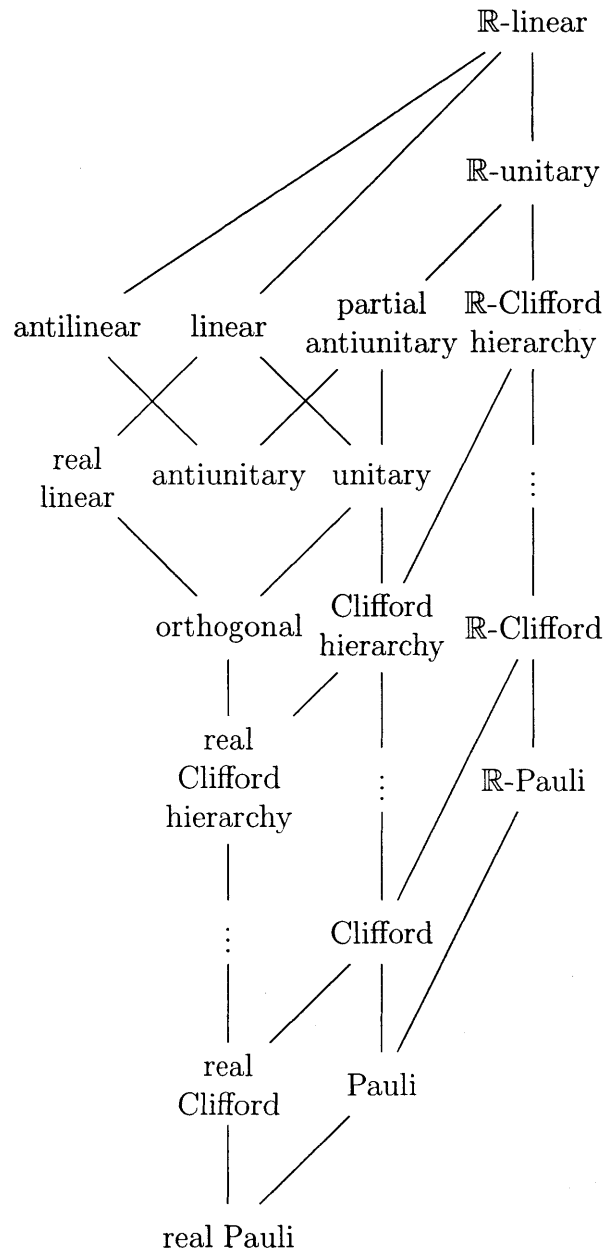 ℝ-linear
ℝ-unitary
antilinear
linear
partial
antiunitary
ℝ-Clifford
hierarchy
real
linear
antiunitary
unitary
⋮
orthogonal
Clifford
hierarchy
ℝ-Clifford
real
Clifford
hierarchy
⋮
ℝ-Pauli
⋮
Clifford
real
Clifford
Pauli
real Pauli